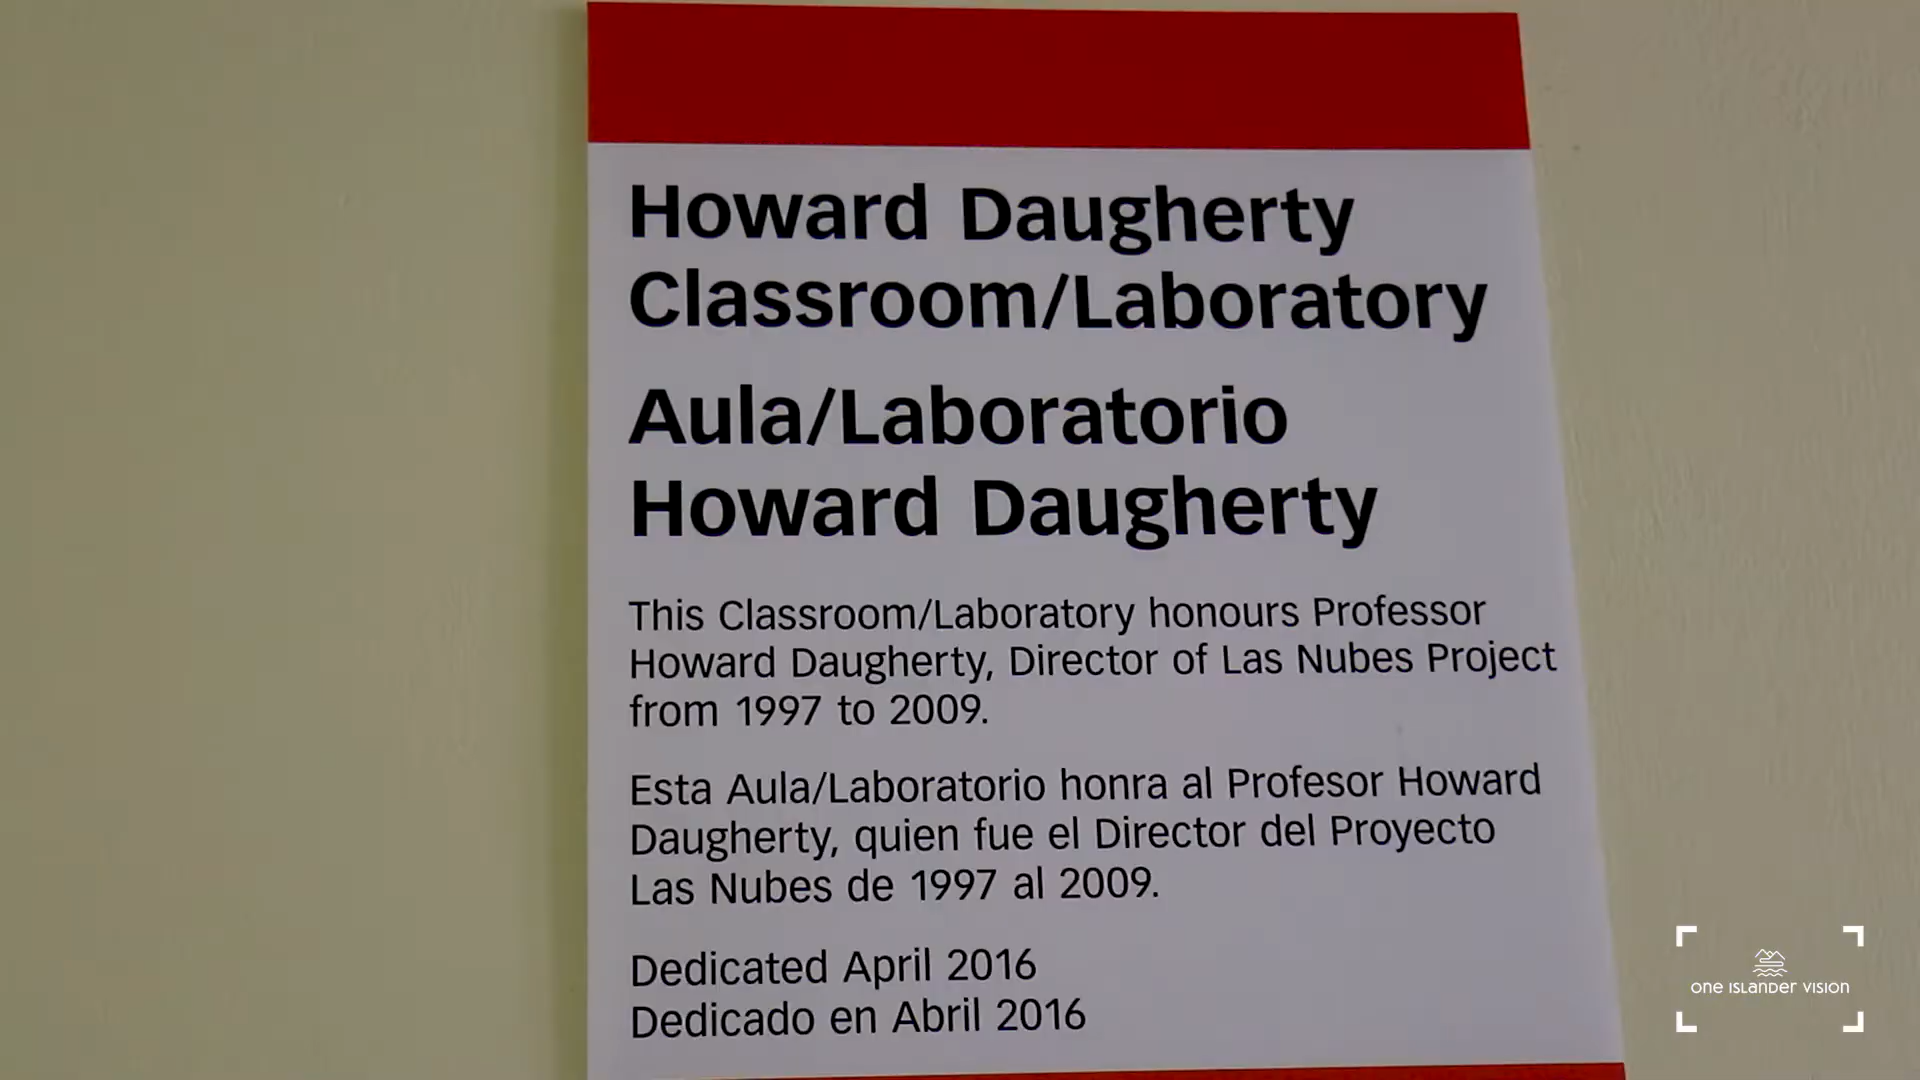 Howard Daugherty
Classroom/Laboratory
Aula/Laboratorio
Howard Daugherty
This Classroom/Laboratory honours Professor
Howard Daugherty, Director of Las Nubes Project
from 1997 to 2009.
Esta Aula/Laboratorio honra al Profesor Howard
Daugherty, quien fue el Director del Proyecto
Las Nubes de 1997 al 2009.
Dedicated April 2016
Dedicado en Abril 2016
ONE ISLANDER VISION